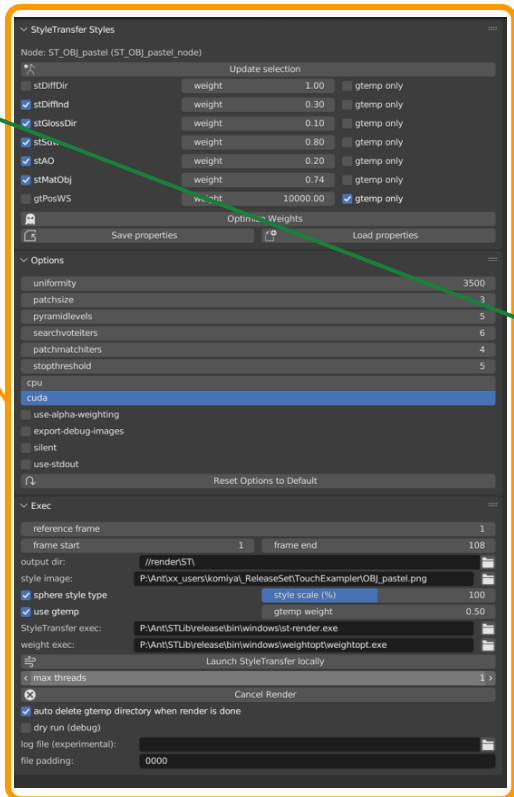 StyleTransfer Styles
Node: ST_OBJ_pastel (ST_OBJ_pastel_node)
Update selection
stDiffDir weight 1.00 gtemp only
stDiffInd weight 0.30 gtemp only
stGlossDir weight 0.10 gtemp only
weight 0.80 gtemp only
stAO weight 0.20 gtemp only
stMatObj weight 0.74 gtemp only
gtPosWS weight 10000.00 gtemp only
Optimize Weights
Save properties Load properties
Options
uniformity 3500
patchsize 3
pyramidlevels 5
searchvoteiters 6
patchmatchiters 4
stopthreshold 5
cpu
cuda
use-alpha-weighting
export-debug-images
silent
use-stdout
Reset Options to Default
Exec
reference frame 1
frame start 1 frame end 108
output dir: //render\ST\
style image: P:\Ant\xx_users\komiya\_ReleaseSet\TouchExampler\OBJ_pastel.png
sphere style type style scale (%) 100
use gtemp gtemp weight 0.50
StyleTransfer exec: P:\Ant\STLib\release\bin\windows\st-render.exe
weight exec: P:\Ant\STLib\release\bin\windows\weightopt\weightopt.exe
Launch StyleTransfer locally
max threads 1
Cancel Render
auto delete gtemp directory when render is done
dry run (debug)
log file (experimental):
file padding: 0000